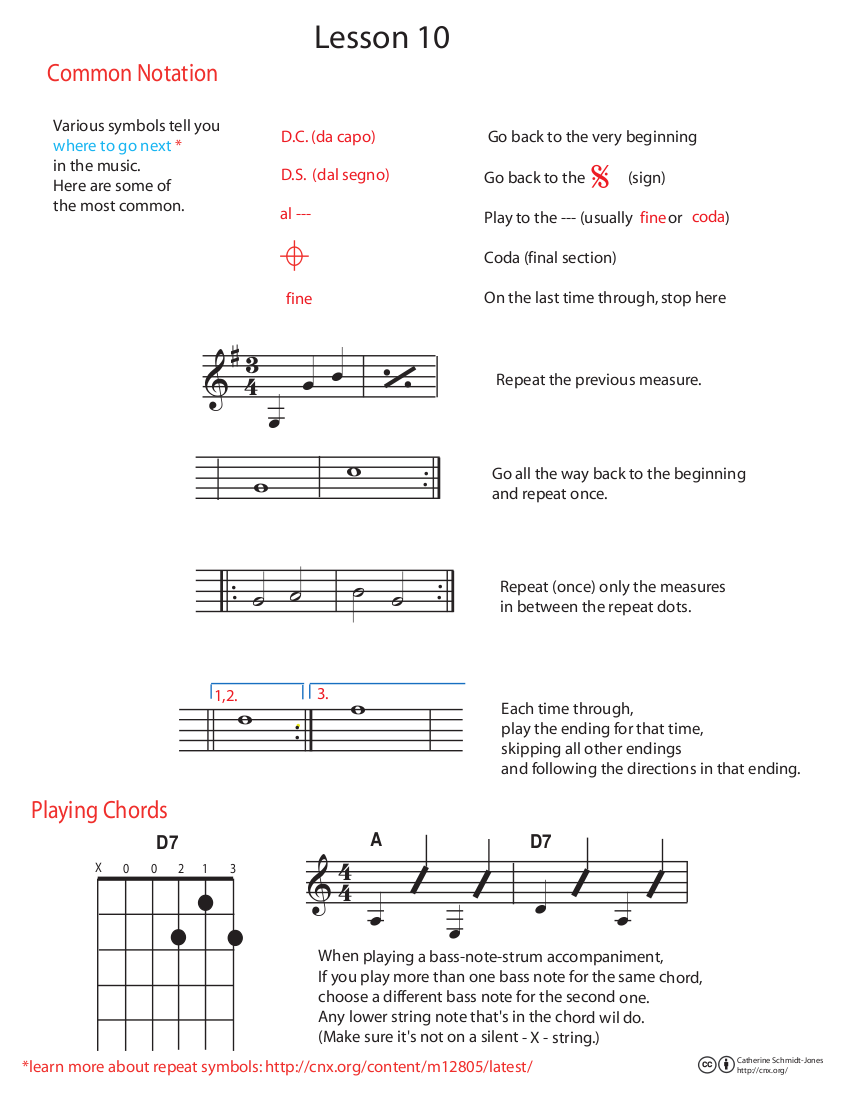 Lesson 10
Common Notation
Various symbols tell you
where to go next *
in the music.
Here are some of
the most common.
D.C. (da capo) Go back to the very beginning
D.S. (dal segno) Go back to the (sign)
al --- Play to the --- (usually fine or coda)
Coda (final section)
fine On the last time through, stop here
3
4
Repeat the previous measure.
Go all the way back to the beginning
and repeat once.
Repeat (once) only the measures
in between the repeat dots.
1,2. 3.
Each time through,
play the ending for that time,
skipping all other endings
and following the directions in that ending.
Playing Chords
D7
X 0 0 2 1 3
A D7
4
4
When playing a bass-note-strum accompaniment,
If you play more than one bass note for the same chord,
choose a different bass note for the second one.
Any lower string note that's in the chord wil do.
(Make sure it's not on a silent - X - string.)
*learn more about repeat symbols: http://cnx.org/content/m12805/latest/
cc Catherine Schmidt-Jones
http://cnx.org/